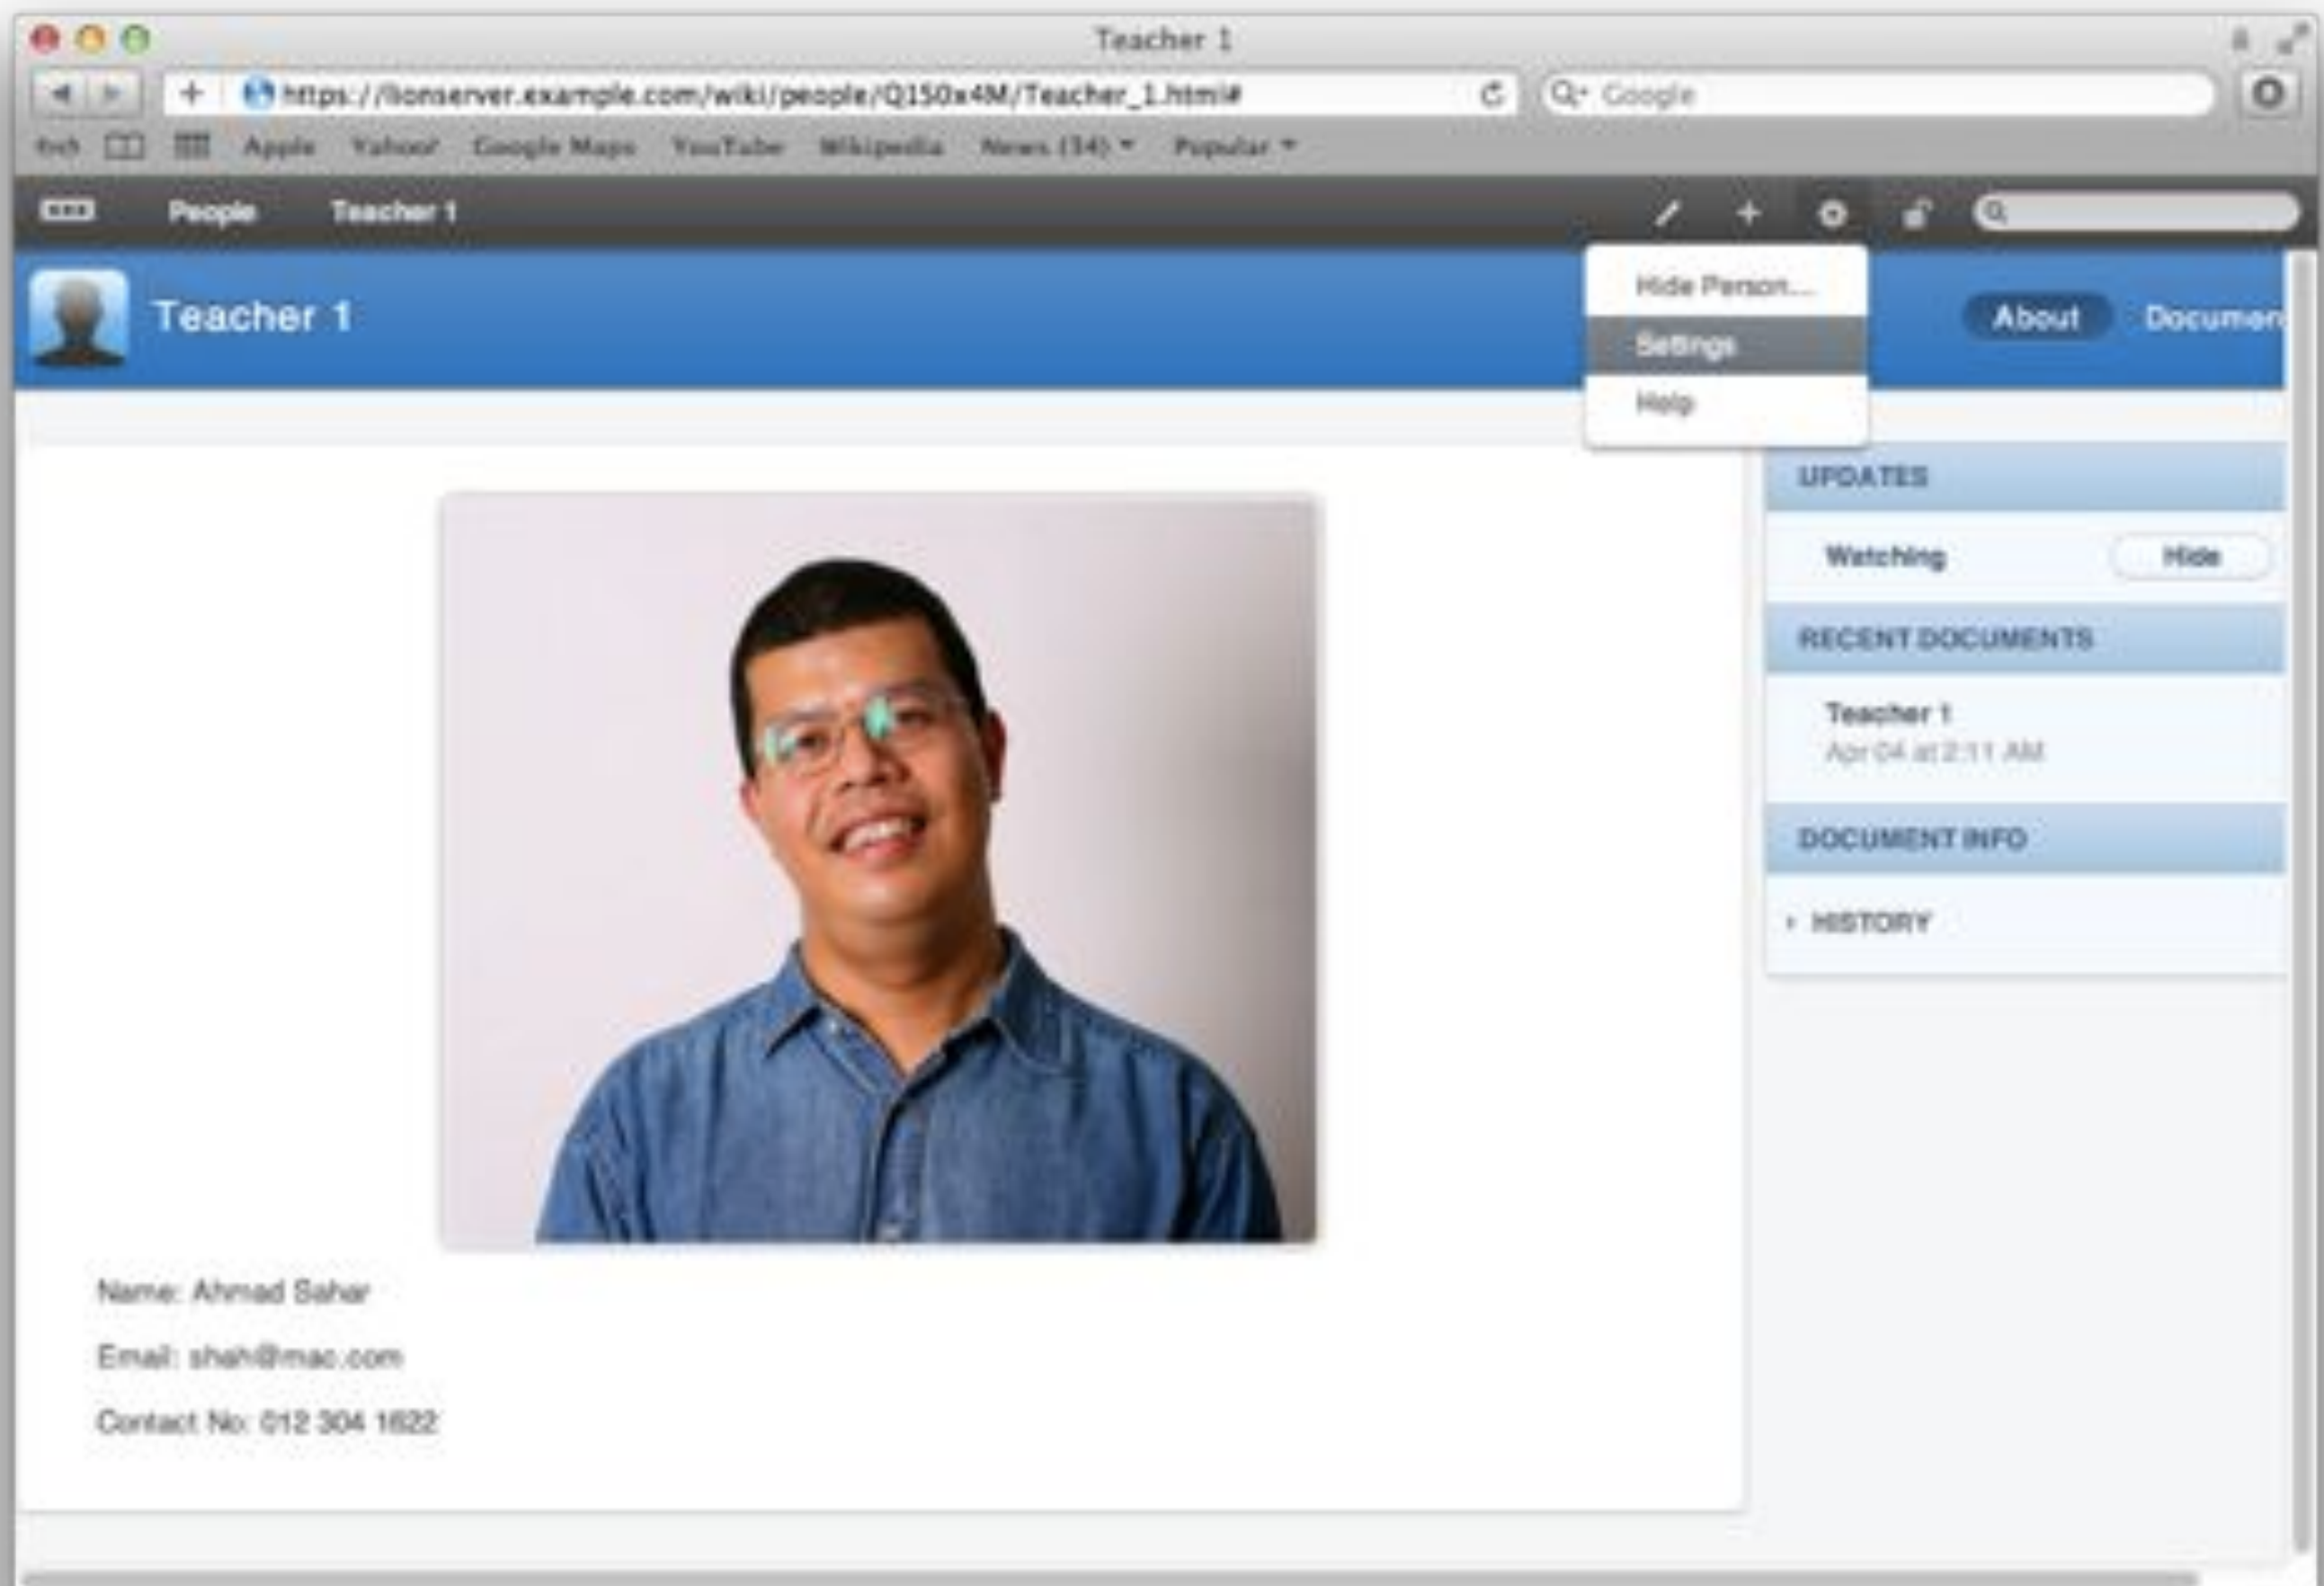 Teacher 1
https://lionserver.example.com/wiki/people/Q150x4M/Teacher_1.html#
Google
Apple Yahoo! Google Maps YouTube Wikipedia News (34) Popular
People Teacher 1
Teacher 1
Hide Person...
Settings
Help
About Documen
UPDATES
Watching Hide
RECENT DOCUMENTS
Teacher 1
Apr 04 at 2:11 AM
DOCUMENT INFO
HISTORY
Name: Ahmad Sahar
Email: shah@mac.com
Contact No: 012 304 1622